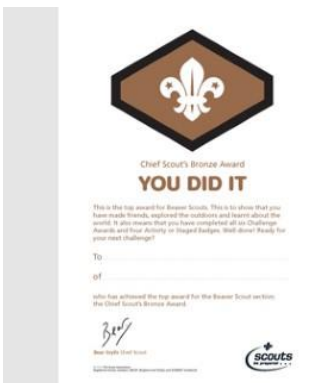 Chief Scout's Bronze Award
YOU DID IT
This is the top award for Beaver Scouts. This is to show that you
have made friends, explored the outdoors and learnt about the
world. It also means that you have completed all six Challenge
Awards and four Activity or Staged Badges. Well done! Ready for
your next challenge?
To
of
who has achieved the top award for the Beaver Scout section:
the Chief Scout's Bronze Award.
Bear
Bear Grylls Chief Scout
scouts
be prepared...